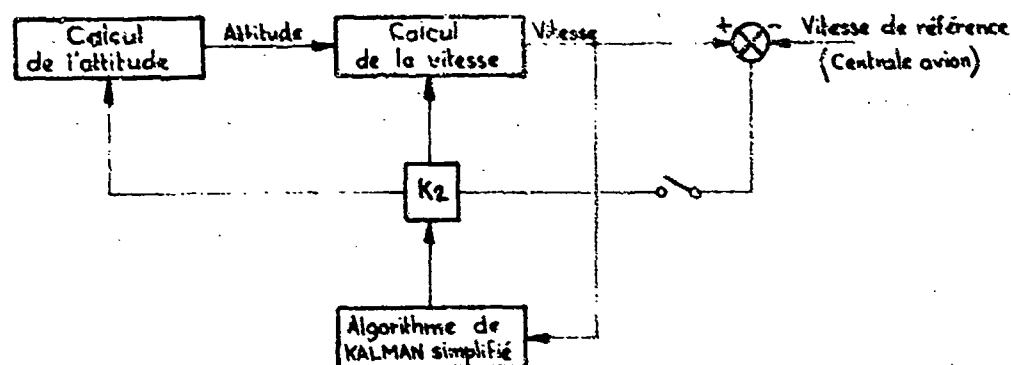 Calcul
de l'attitude
Attitude
Calcul
de la vitesse
Vitesse
+
-
Vitesse de référence
(Centrale avion)
K2
Algorithme de
KALMAN simplifié